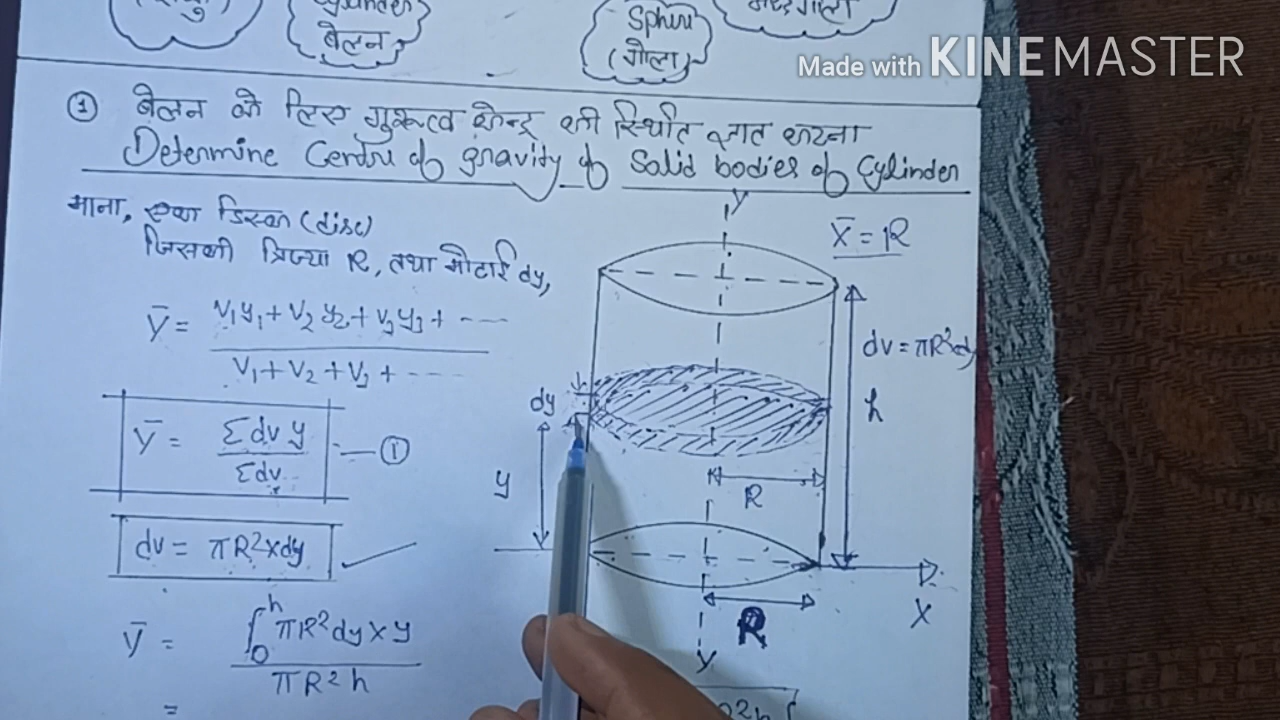 Cylinder
बेलन
Sphere
(गोला)
Made with KINEMASTER
① बेलन के लिए गुरूत्व केन्द्र की स्थिति ज्ञात करना
Determine Centre of gravity of Solid bodies of Cylinder
माना, एक डिस्क (disc)
जिसकी त्रिज्या R, तथा मोटाई dy,
ȳ = V₁y₁ + V₂y₂ + V₃y₃ + ----
V₁ + V₂ + V₃ + ----
ȳ = Σdv y / Σdv — ①
dv = πR²xdy
ȳ = ∫₀ʰ πR²dy x y
πR²h
=
Y
x̄ = R
dv = πR²dy
h
dy
y
R
R
X
Y